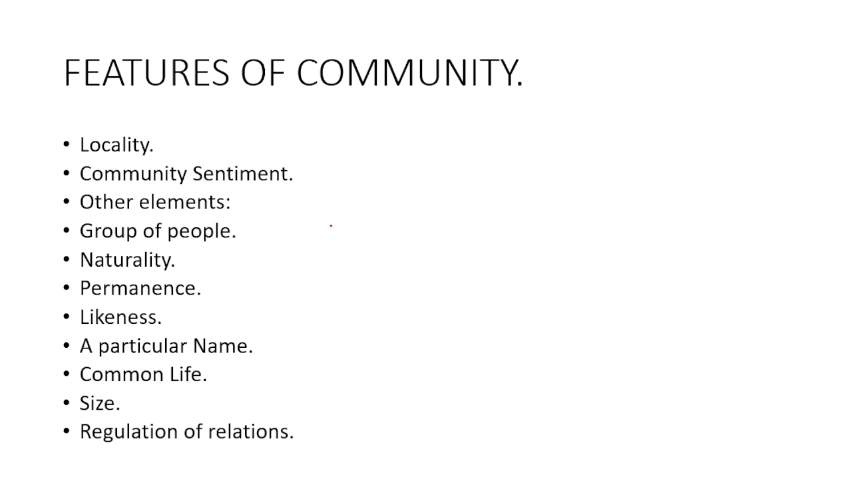 FEATURES OF COMMUNITY.
• Locality.
• Community Sentiment.
• Other elements:
• Group of people.
• Naturality.
• Permanence.
• Likeness.
• A particular Name.
• Common Life.
• Size.
• Regulation of relations.